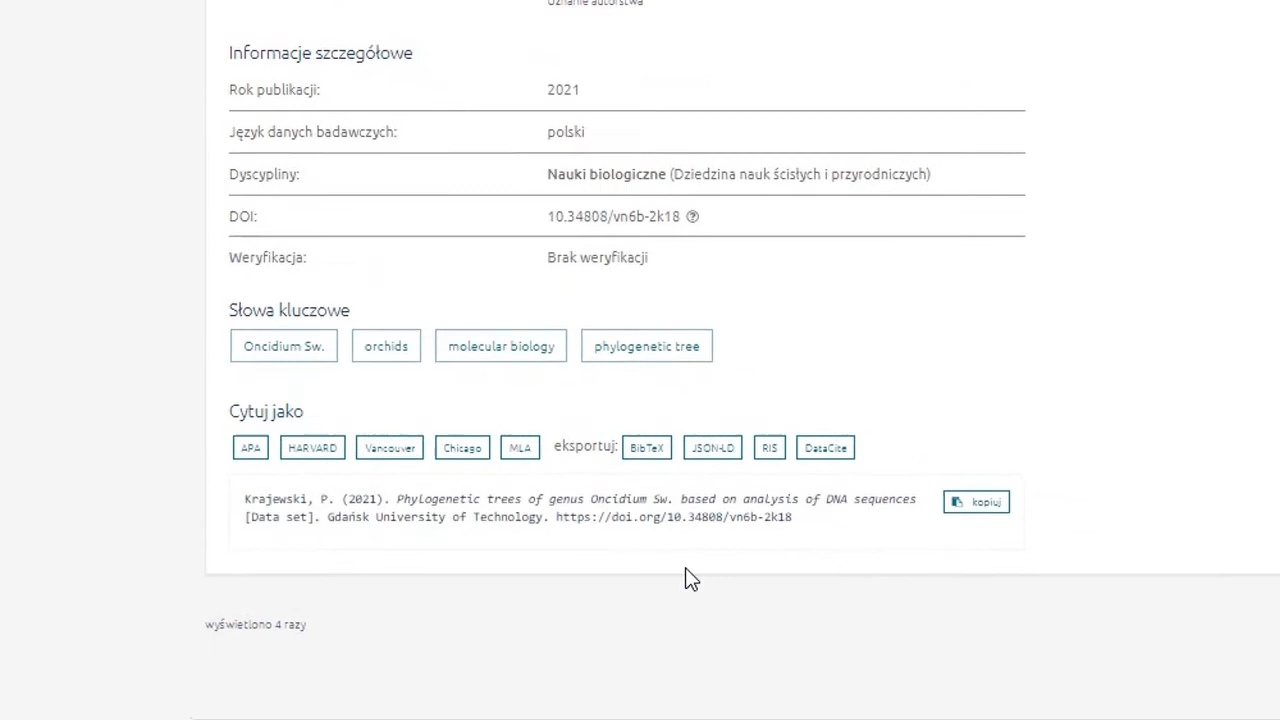 Uznanie autorstwa
Informacje szczegółowe
Rok publikacji: 2021
Język danych badawczych: polski
Dyscypliny: Nauki biologiczne (Dziedzina nauk ścisłych i przyrodniczych)
DOI: 10.34808/vn6b-2k18 ?
Weryfikacja: Brak weryfikacji
Słowa kluczowe
Oncidium Sw. orchids molecular biology phylogenetic tree
Cytuj jako
APA HARVARD Vancouver Chicago MLA eksportuj: BibTeX JSON-LD RIS DataCite
Krajewski, P. (2021). Phylogenetic trees of genus Oncidium Sw. based on analysis of DNA sequences kopiuj
[Data set]. Gdańsk University of Technology. https://doi.org/10.34808/vn6b-2k18
wyświetlono 4 razy